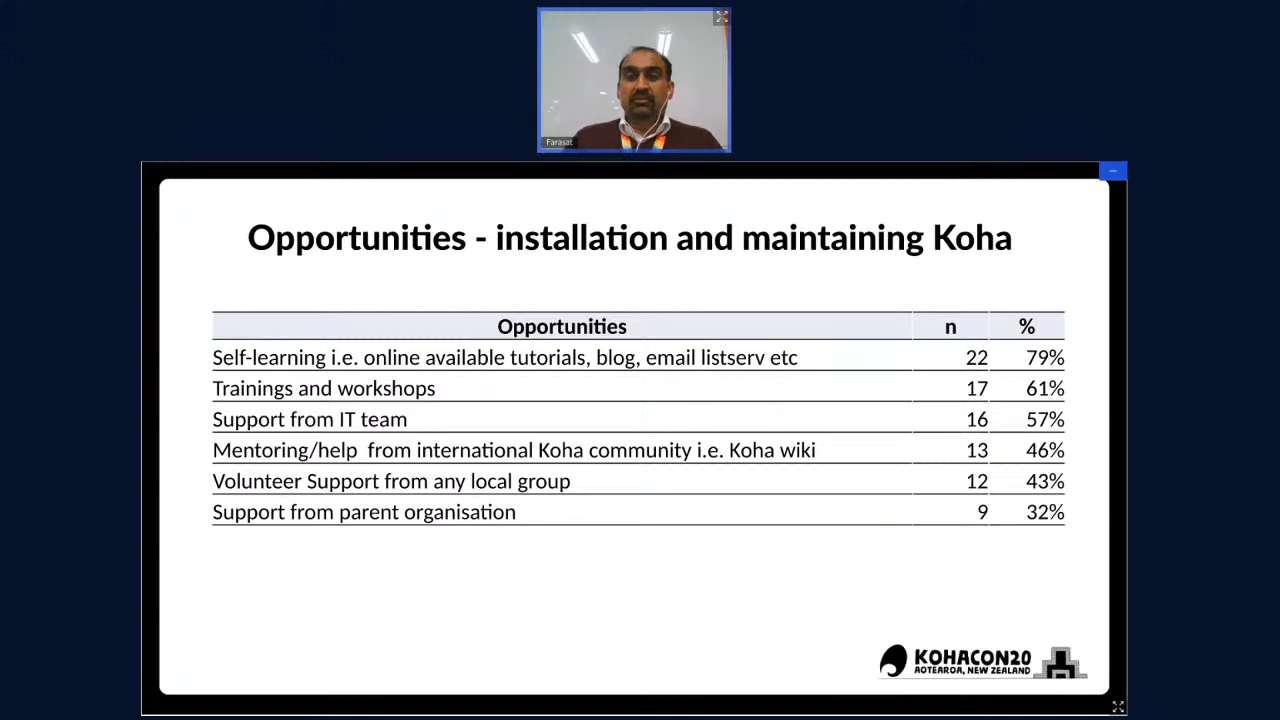 Farasat
Opportunities - installation and maintaining Koha
Opportunities n %
Self-learning i.e. online available tutorials, blog, email listserv etc 22 79%
Trainings and workshops 17 61%
Support from IT team 16 57%
Mentoring/help  from international Koha community i.e. Koha wiki 13 46%
Volunteer Support from any local group 12 43%
Support from parent organisation 9 32%
KOHACON20
AOTEAROA, NEW ZEALAND